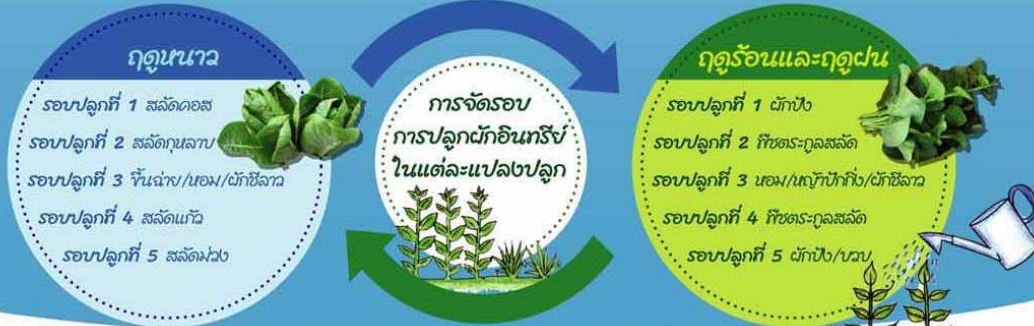 ฤดูหนาว
รอบปลูกที่ 1 สลัดคอส
รอบปลูกที่ 2 สลัดกุหลาบ
รอบปลูกที่ 3 ขึ้นฉ่าย/หอม/ผักชีลาว
รอบปลูกที่ 4 สลัดแก้ว
รอบปลูกที่ 5 สลัดม่วง
การจัดรอบ
การปลูกผักอินทรีย์
ในแต่ละแปลงปลูก
ฤดูร้อนและฤดูฝน
รอบปลูกที่ 1 ผักปัง
รอบปลูกที่ 2 พืชตระกูลสลัด
รอบปลูกที่ 3 หอม/หญ้าปักกิ่ง/ผักชีลาว
รอบปลูกที่ 4 พืชตระกูลสลัด
รอบปลูกที่ 5 ผักปัง/บวบ